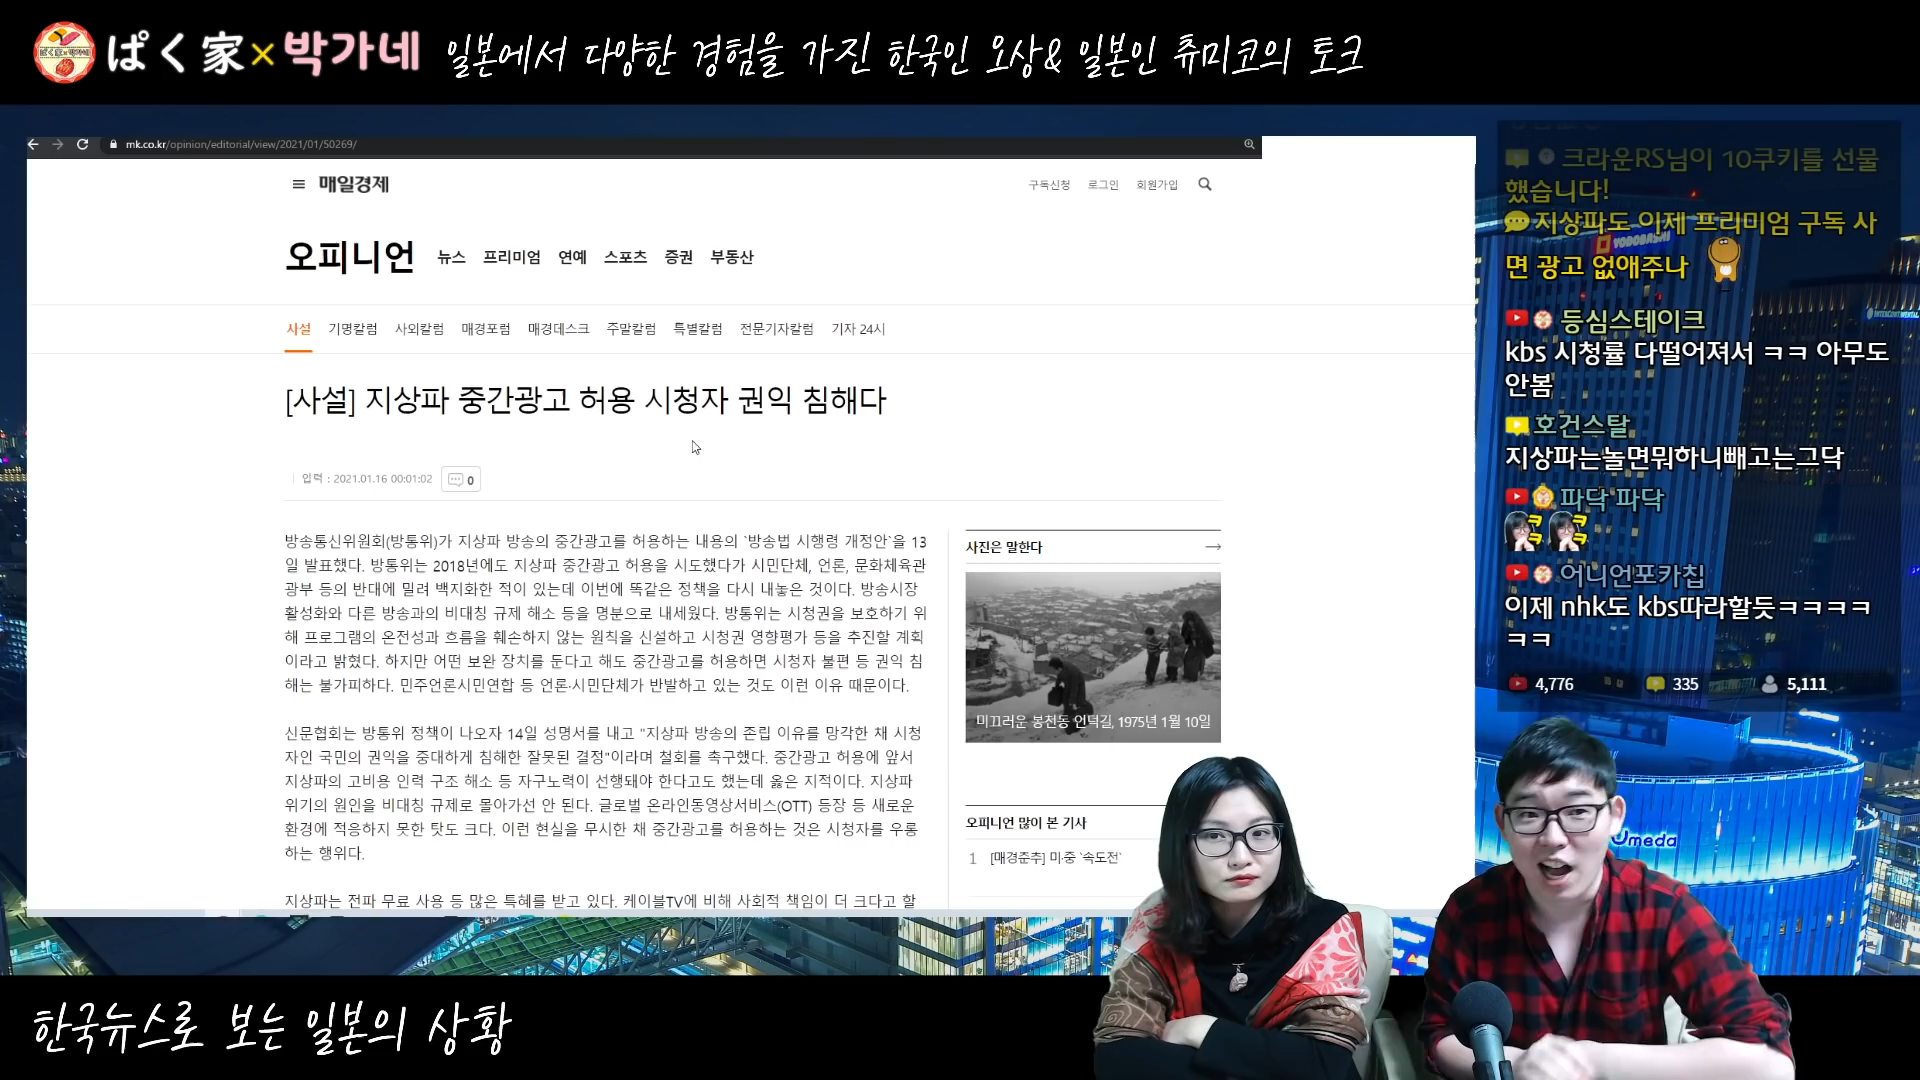 ぱく家×박가네 일본에서 다양한 경험을 가진 한국인 오상& 일본인 츄미코의 토크
mk.co.kr/opinion/editorial/view/2021/01/50269/
매일경제
구독신청 로그인 회원가입
오피니언 뉴스 프리미엄 연예 스포츠 증권 부동산
사설 기명칼럼 사외칼럼 매경포럼 매경데스크 주말칼럼 특별칼럼 전문기자칼럼 기자 24시
[사설] 지상파 중간광고 허용 시청자 권익 침해다
입력 : 2021.01.16 00:01:02 0
방송통신위원회(방통위)가 지상파 방송의 중간광고를 허용하는 내용의 `방송법 시행령 개정안`을 13
일 발표했다. 방통위는 2018년에도 지상파 중간광고 허용을 시도했다가 시민단체, 언론, 문화체육관
광부 등의 반대에 밀려 백지화한 적이 있는데 이번에 똑같은 정책을 다시 내놓은 것이다. 방송시장
활성화와 다른 방송과의 비대칭 규제 해소 등을 명분으로 내세웠다. 방통위는 시청권을 보호하기 위
해 프로그램의 온전성과 흐름을 훼손하지 않는 원칙을 신설하고 시청권 영향평가 등을 추진할 계획
이라고 밝혔다. 하지만 어떤 보완 장치를 둔다고 해도 중간광고를 허용하면 시청자 불편 등 권익 침
해는 불가피하다. 민주언론시민연합 등 언론·시민단체가 반발하고 있는 것도 이런 이유 때문이다.
신문협회는 방통위 정책이 나오자 14일 성명서를 내고 "지상파 방송의 존립 이유를 망각한 채 시청
자인 국민의 권익을 중대하게 침해한 잘못된 결정"이라며 철회를 촉구했다. 중간광고 허용에 앞서
지상파의 고비용 인력 구조 해소 등 자구노력이 선행돼야 한다고도 했는데 옳은 지적이다. 지상파
위기의 원인을 비대칭 규제로 몰아가선 안 된다. 글로벌 온라인동영상서비스(OTT) 등장 등 새로운
환경에 적응하지 못한 탓도 크다. 이런 현실을 무시한 채 중간광고를 허용하는 것은 시청자를 우롱
하는 행위다.
지상파는 전파 무료 사용 등 많은 특혜를 받고 있다. 케이블TV에 비해 사회적 책임이 더 크다고 할
사진은 말한다
미끄러운 봉천동 언덕길, 1975년 1월 10일
오피니언 많이 본 기사
1 [매경춘추] 미·중 `속도전`
크라운RS님이 10쿠키를 선물
했습니다!
지상파도 이제 프리미엄 구독 사
면 광고 없애주나
등심스테이크
kbs 시청률 다떨어져서 ㅋㅋ 아무도
안봄
호건스탈
지상파는놀면뭐하니빼고는그닥
파닥 파닥
ㅋㅋ ㅋㅋ
어니언포카칩
이제 nhk도 kbs따라할듯ㅋㅋㅋㅋ
ㅋㅋ
4,776 335 5,111
YODOBASHI
INTERCONTINENTAL
Umeda
한국뉴스로 보는 일본의 상황